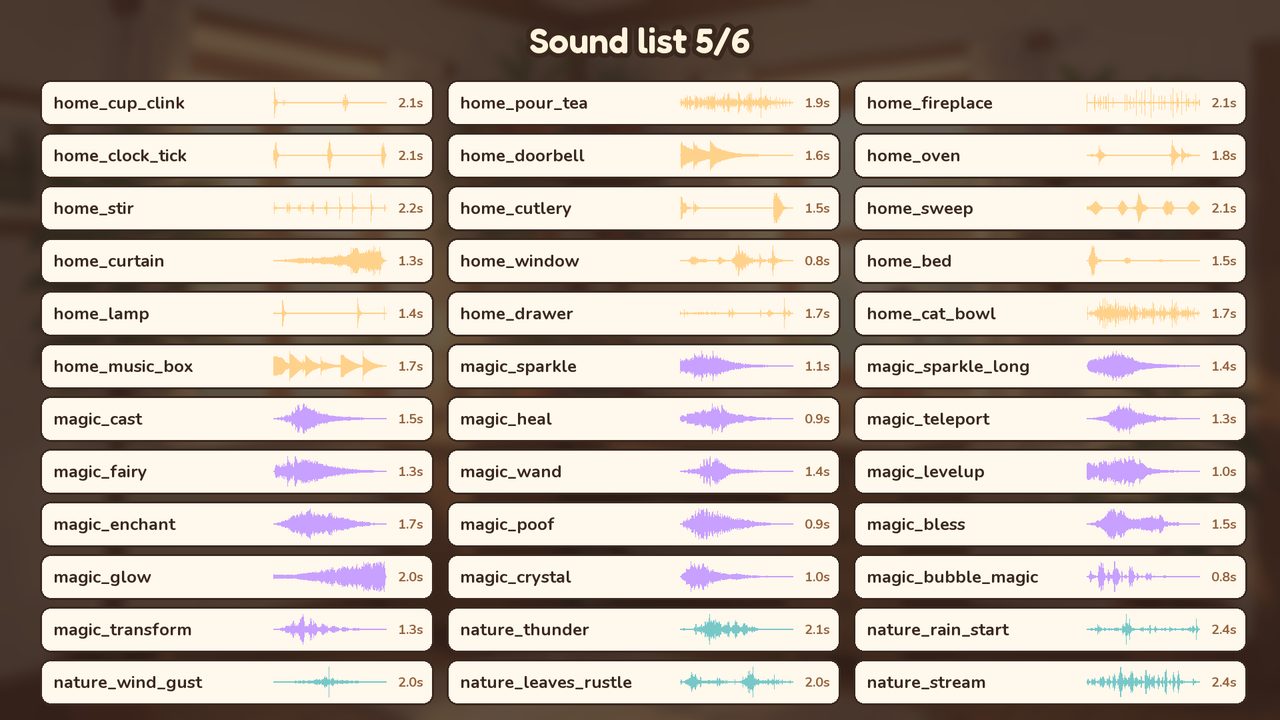 Sound list 5/6
home_cup_clink 2.1s
home_pour_tea 1.9s
home_fireplace 2.1s
home_clock_tick 2.1s
home_doorbell 1.6s
home_oven 1.8s
home_stir 2.2s
home_cutlery 1.5s
home_sweep 2.1s
home_curtain 1.3s
home_window 0.8s
home_bed 1.5s
home_lamp 1.4s
home_drawer 1.7s
home_cat_bowl 1.7s
home_music_box 1.7s
magic_sparkle 1.1s
magic_sparkle_long 1.4s
magic_cast 1.5s
magic_heal 0.9s
magic_teleport 1.3s
magic_fairy 1.3s
magic_wand 1.4s
magic_levelup 1.0s
magic_enchant 1.7s
magic_poof 0.9s
magic_bless 1.5s
magic_glow 2.0s
magic_crystal 1.0s
magic_bubble_magic 0.8s
magic_transform 1.3s
nature_thunder 2.1s
nature_rain_start 2.4s
nature_wind_gust 2.0s
nature_leaves_rustle 2.0s
nature_stream 2.4s